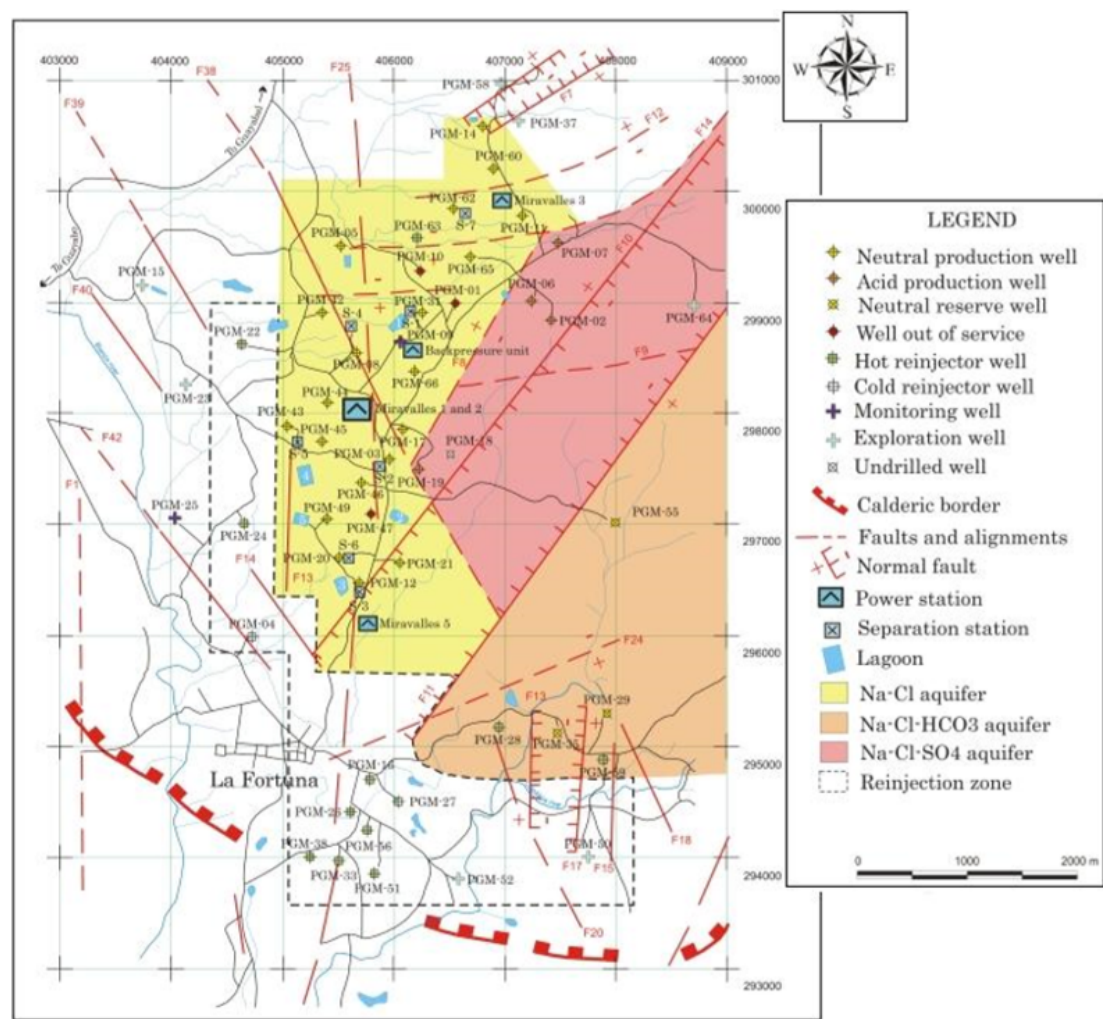 N
W E
S
403000 404000 405000 406000 407000 408000 409000
301000
F38
F25
F39
PGM-58
F7
PGM-37
F12
F14
PGM-14
To Guayabal
PGM-60
300000
PGM-62
Miravalles 3
S-7
PGM-11
PGM-05
PGM-63
PGM-07
F10
To Guayabo
PGM-10
PGM-65
PGM-15
PGM-01
PGM-06
F40
PGM-42
PGM-31
299000
S-4
S-1
PGM-02
PGM-64
PGM-22
PGM-09
Backpressure unit
PGM-08
F8
F9
PGM-66
PGM-23
PGM-44
Miravalles 1 and 2
PGM-43
298000
F42
PGM-45
PGM-17
S-5
PGM-03
PGM-18
S-2
F1
PGM-19
PGM-46
PGM-25
PGM-49
PGM-55
PGM-24
PGM-47
297000
S-6
F14
PGM-20
PGM-21
F13
PGM-12
S-3
Miravalles 5
PGM-04
296000
F24
F11
F13
PGM-29
PGM-28
PGM-35
295000
La Fortuna
PGM-16
PGM-59
PGM-27
PGM-26
F18
PGM-38
PGM-56
PGM-50
PGM-33
F17
F15
294000
PGM-51
PGM-52
F20
293000
LEGEND
Neutral production well
Acid production well
Neutral reserve well
Well out of service
Hot reinjector well
Cold reinjector well
Monitoring well
Exploration well
Undrilled well
Calderic border
Faults and alignments
Normal fault
Power station
Separation station
Lagoon
Na-Cl aquifer
Na-Cl-HCO3 aquifer
Na-Cl-SO4 aquifer
Reinjection zone
0 1000 2000 m